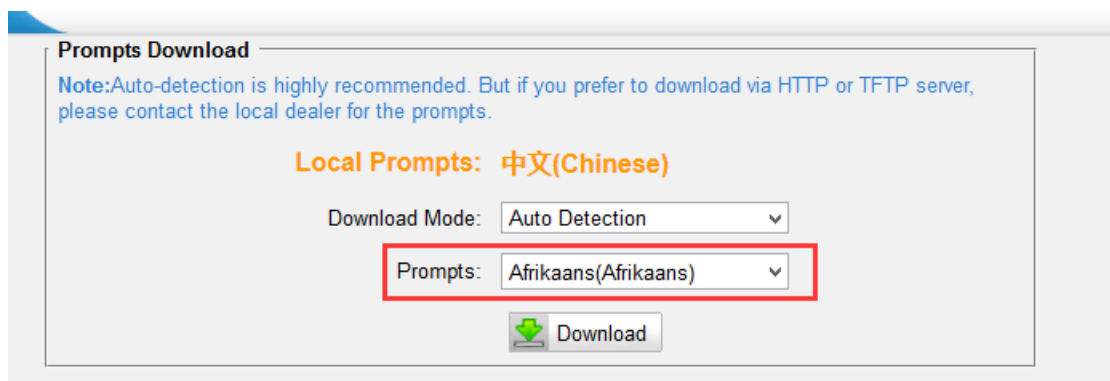 Prompts Download
Note:Auto-detection is highly recommended. But if you prefer to download via HTTP or TFTP server,
please contact the local dealer for the prompts.
Local Prompts: 中文(Chinese)
Download Mode: Auto Detection
Prompts: Afrikaans(Afrikaans)
Download